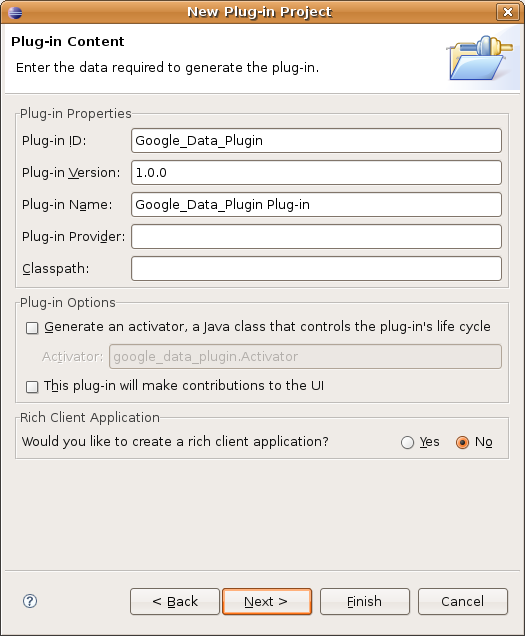 New Plug-in Project
Plug-in Content
Enter the data required to generate the plug-in.
Plug-in Properties
Plug-in ID: Google_Data_Plugin
Plug-in Version: 1.0.0
Plug-in Name: Google_Data_Plugin Plug-in
Plug-in Provider:
Classpath:
Plug-in Options
Generate an activator, a Java class that controls the plug-in's life cycle
Activator: google_data_plugin.Activator
This plug-in will make contributions to the UI
Rich Client Application
Would you like to create a rich client application? Yes No
? < Back Next > Finish Cancel